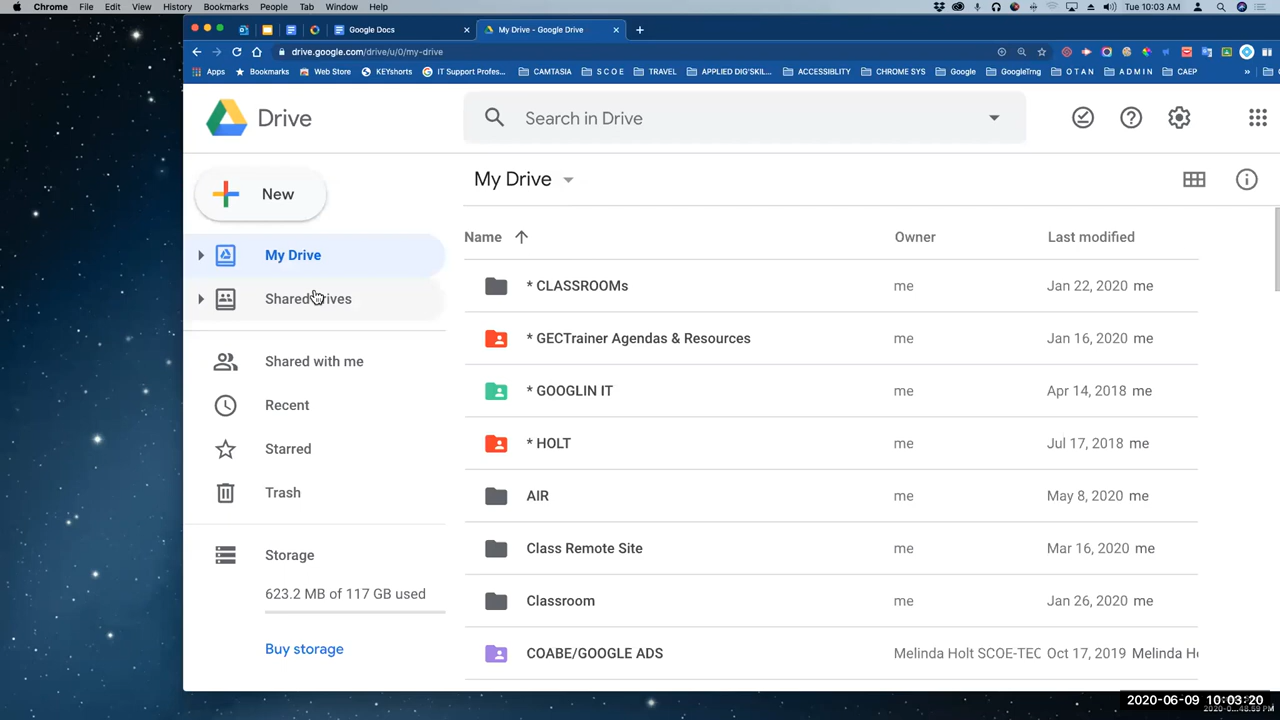 Chrome File Edit View History Bookmarks People Tab Window Help Tue 10:03 AM
Google Docs My Drive - Google Drive
drive.google.com/drive/u/0/my-drive
Apps Bookmarks Web Store KEYshorts IT Support Profes... CAMTASIA S C O E TRAVEL APPLIED DIG'SKIL... ACCESSIBLITY CHROME SYS Google GoogleTrng O T A N A D M I N CAEP »
Drive
Search in Drive
New
My Drive
Shared drives
Shared with me
Recent
Starred
Trash
Storage
623.2 MB of 117 GB used
Buy storage
My Drive
Name Owner Last modified
* CLASSROOMs me Jan 22, 2020 me
* GECTrainer Agendas & Resources me Jan 16, 2020 me
* GOOGLIN IT me Apr 14, 2018 me
* HOLT me Jul 17, 2018 me
AIR me May 8, 2020 me
Class Remote Site me Mar 16, 2020 me
Classroom me Jan 26, 2020 me
COABE/GOOGLE ADS Melinda Holt SCOE-TEC Oct 17, 2019 Melinda Ho
2020-06-09 10:03:20